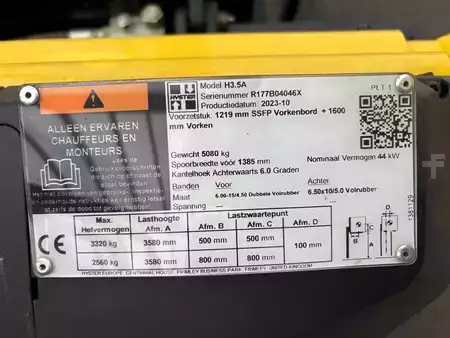 HYSTER
Model H3.5A
Serienummer R177B04046X
Productiedatum 2023-10
PLT 1
Voorzetstuk: 1219 mm SSFP Vorkenbord + 1600
mm Vorken
ALLEEN ERVAREN
CHAUFFEURS EN
MONTEURS
Gewicht 5080 kg
Spoorbreedte voor 1385 mm
Nominaal Vermogen 44 kW
Kantelhoek Achterwaarts 6.0 Graden
Banden Voor Achter
Maat 6.00-15/4.50 Dubbele Volrubber 6.50x10/5.0 Volrubber
Spanning --- ---
Max. Hefvermogen
Lasthoogte Afm. A
Lastzwaartepunt
Afm. B Afm. C Afm. D
3320 kg 3580 mm 500 mm 500 mm
100 mm
2560 kg 3580 mm 800 mm 800 mm
CE
D
C
B
A
HYSTER EUROPE, CENTENNIAL HOUSE, FRIMLEY BUSINESS PARK, FRIMLEY, UNITED KINGDOM